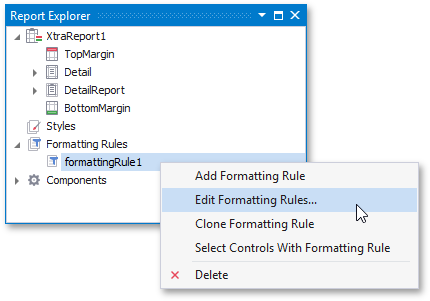 Report Explorer
XtraReport1
TopMargin
Detail
DetailReport
BottomMargin
Styles
Formatting Rules
formattingRule1
Components
Add Formatting Rule
Edit Formatting Rules...
Clone Formatting Rule
Select Controls With Formatting Rule
Delete